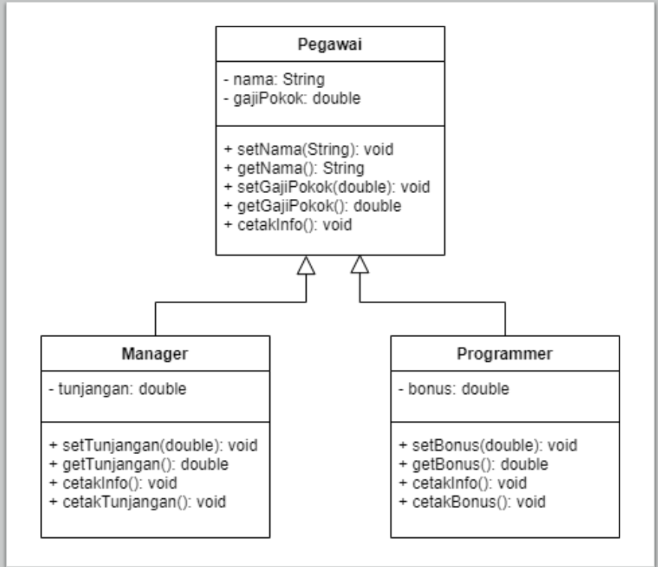 Pegawai
- nama: String
- gajiPokok: double
+ setNama(String): void
+ getNama(): String
+ setGajiPokok(double): void
+ getGajiPokok(): double
+ cetakInfo(): void
Manager
- tunjangan: double
+ setTunjangan(double): void
+ getTunjangan(): double
+ cetakInfo(): void
+ cetakTunjangan(): void
Programmer
- bonus: double
+ setBonus(double): void
+ getBonus(): double
+ cetakInfo(): void
+ cetakBonus(): void